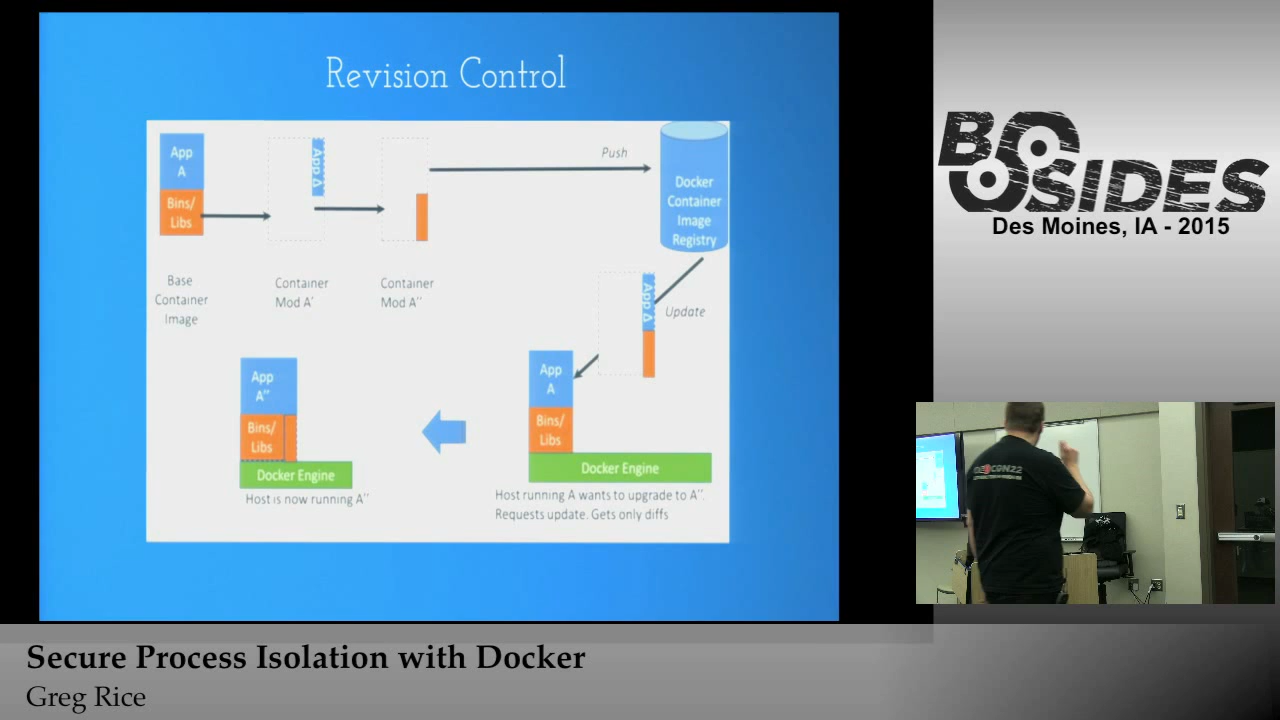 Revision Control
App
A
Bins/
Libs
App A
Push
Docker
Container
Image
Registry
Base
Container
Image
Container
Mod A'
Container
Mod A''
App A
Update
App
A''
Bins/
Libs
Docker Engine
Host is now running A''
App
A
Bins/
Libs
Docker Engine
Host running A wants to upgrade to A''.
Requests update. Gets only diffs
BSIDES
Des Moines, IA - 2015
DEFCON22
Secure Process Isolation with Docker
Greg Rice